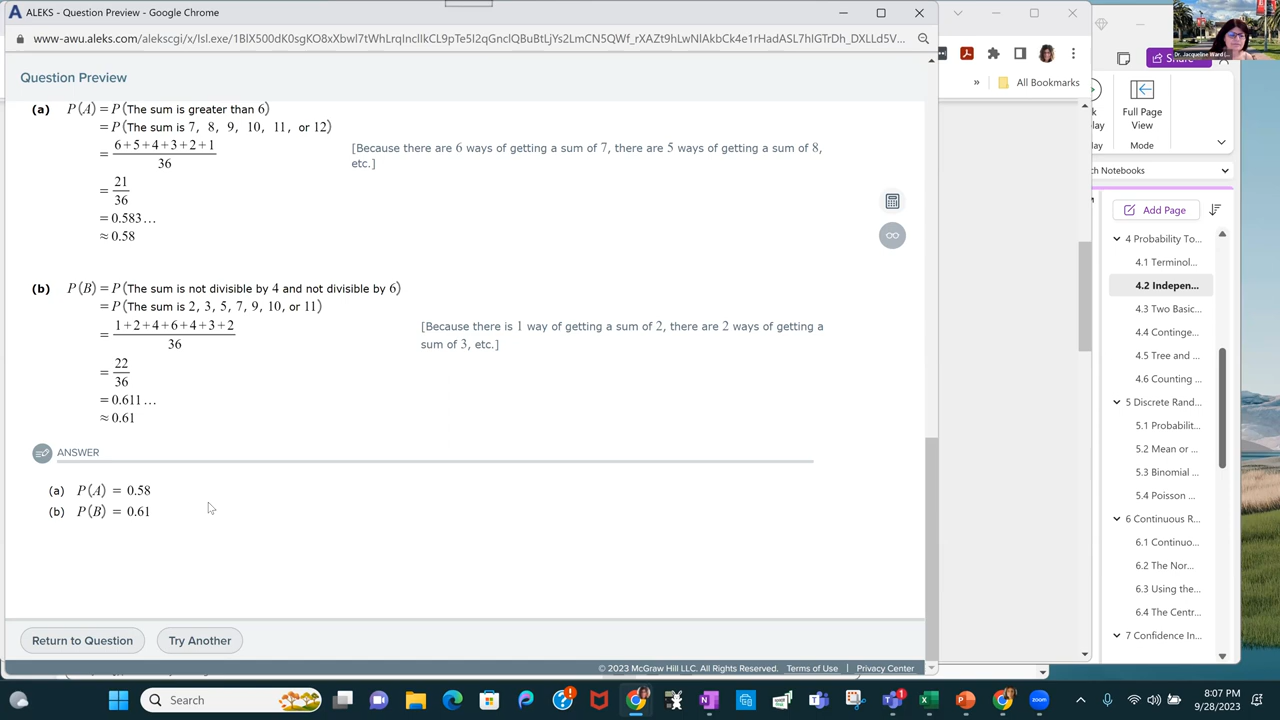 ALEKS - Question Preview - Google Chrome
Question Preview
(a) P(A) = P(The sum is greater than 6)
= P(The sum is 7, 8, 9, 10, 11, or 12)
= 6+5+4+3+2+1
36
[Because there are 6 ways of getting a sum of 7, there are 5 ways of getting a sum of 8,
etc.]
= 21
36
= 0.583...
≈ 0.58
(b) P(B) = P(The sum is not divisible by 4 and not divisible by 6)
= P(The sum is 2, 3, 5, 7, 9, 10, or 11)
= 1+2+4+6+4+3+2
36
[Because there is 1 way of getting a sum of 2, there are 2 ways of getting a
sum of 3, etc.]
= 22
36
= 0.611...
≈ 0.61
ANSWER
(a) P(A) = 0.58
(b) P(B) = 0.61
Return to Question
Try Another
© 2023 McGraw Hill LLC. All Rights Reserved. Terms of Use | Privacy Center
» All Bookmarks
Dr. Jacqueline Ward
Share
Full Page
View
Mode
ch Notebooks
Add Page
4 Probability To...
4.1 Terminol...
4.2 Indepen...
4.3 Two Basic...
4.4 Continge...
4.5 Tree and ...
4.6 Counting ...
5 Discrete Rand...
5.1 Probabilit...
5.2 Mean or ...
5.3 Binomial ...
5.4 Poisson ...
6 Continuous R...
6.1 Continuo...
6.2 The Nor...
6.3 Using the...
6.4 The Centr...
7 Confidence In...
Search
zoom
8:07 PM
9/28/2023